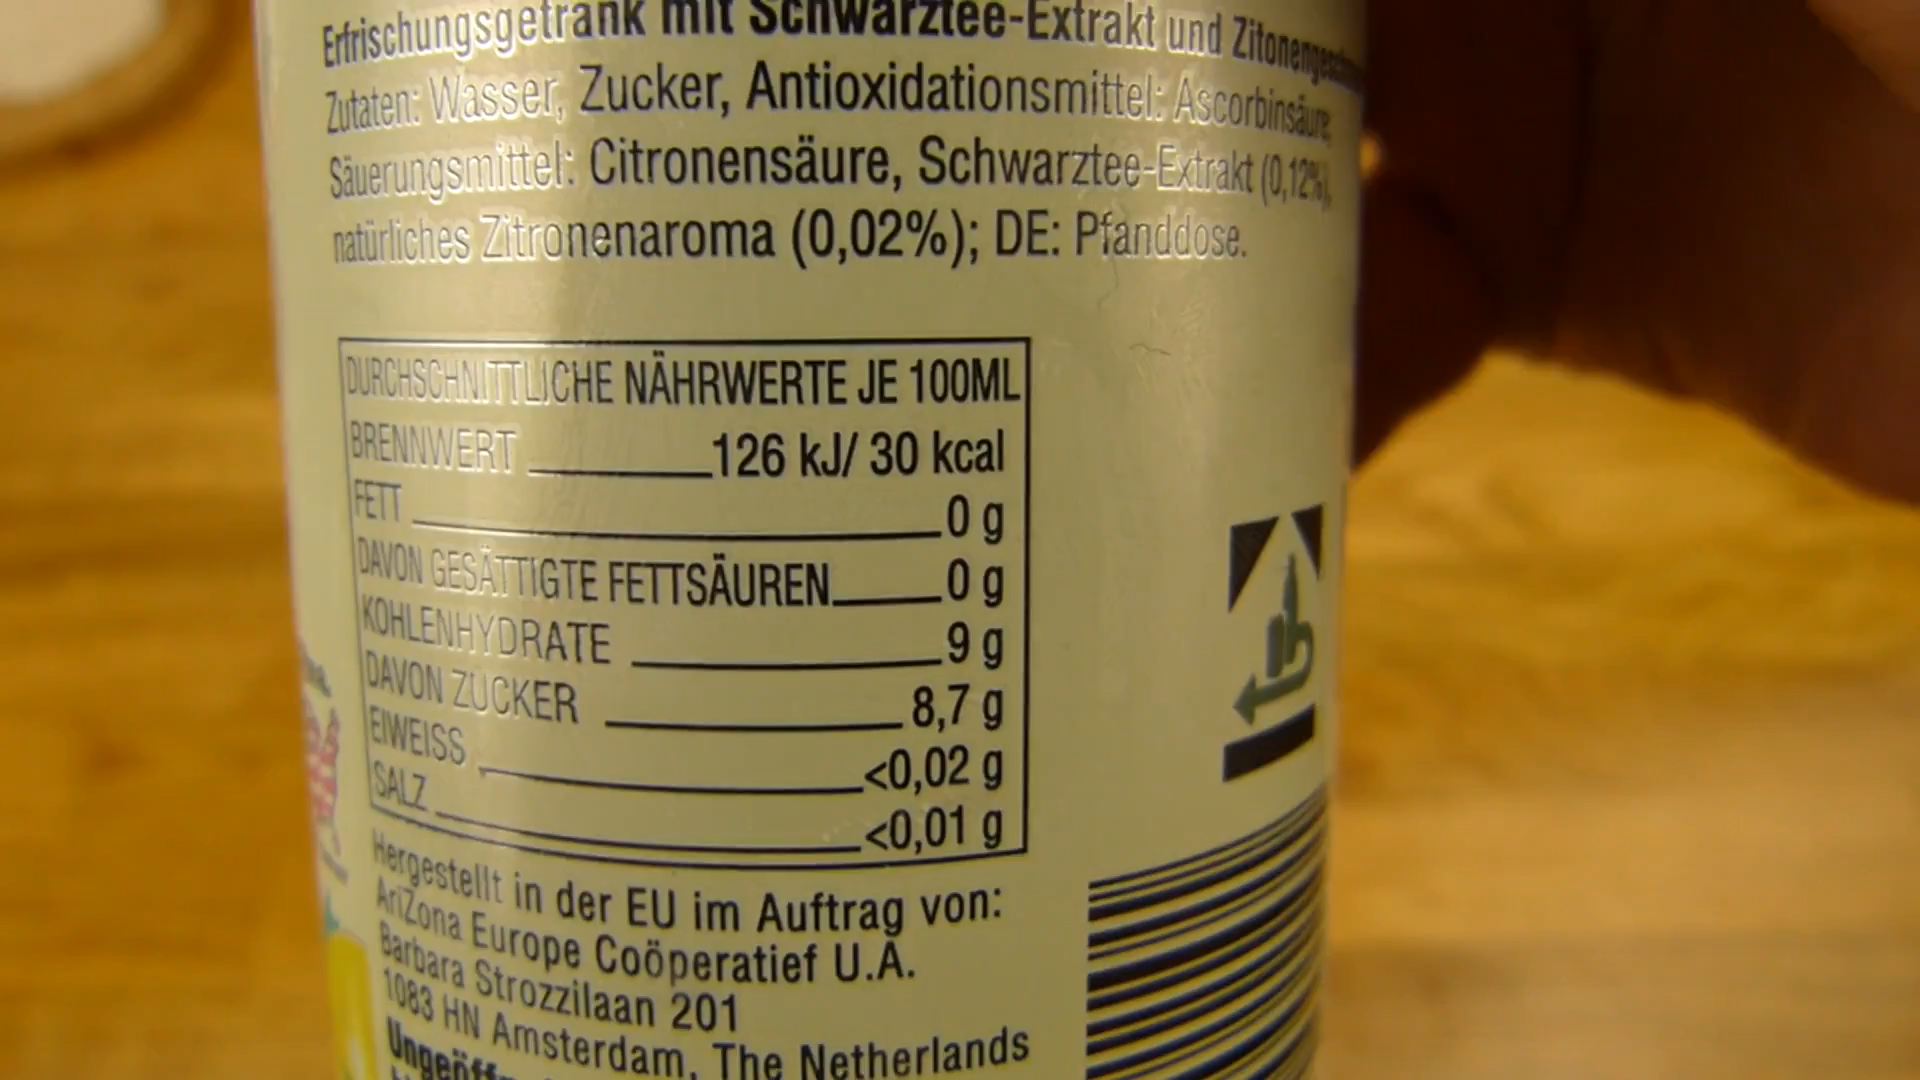 Erfrischungsgetränk mit Schwarztee-Extrakt und
Zutaten: Wasser, Zucker, Antioxidationsmittel: Ascorbinsäure,
Säuerungsmittel: Citronensäure, Schwarztee-Extrakt (0,12%),
natürliches Zitronenaroma (0,02%); DE: Pfanddose.
DURCHSCHNITTLICHE NÄHRWERTE JE 100ML
BRENNWERT 126 kJ/ 30 kcal
FETT 0 g
DAVON GESÄTTIGTE FETTSÄUREN 0 g
KOHLENHYDRATE 9 g
DAVON ZUCKER 8,7 g
EIWEISS <0,02 g
SALZ <0,01 g
Hergestellt in der EU im Auftrag von:
AriZona Europe Coöperatief U.A.
Barbara Strozzilaan 201
1083 HN Amsterdam, The Netherlands